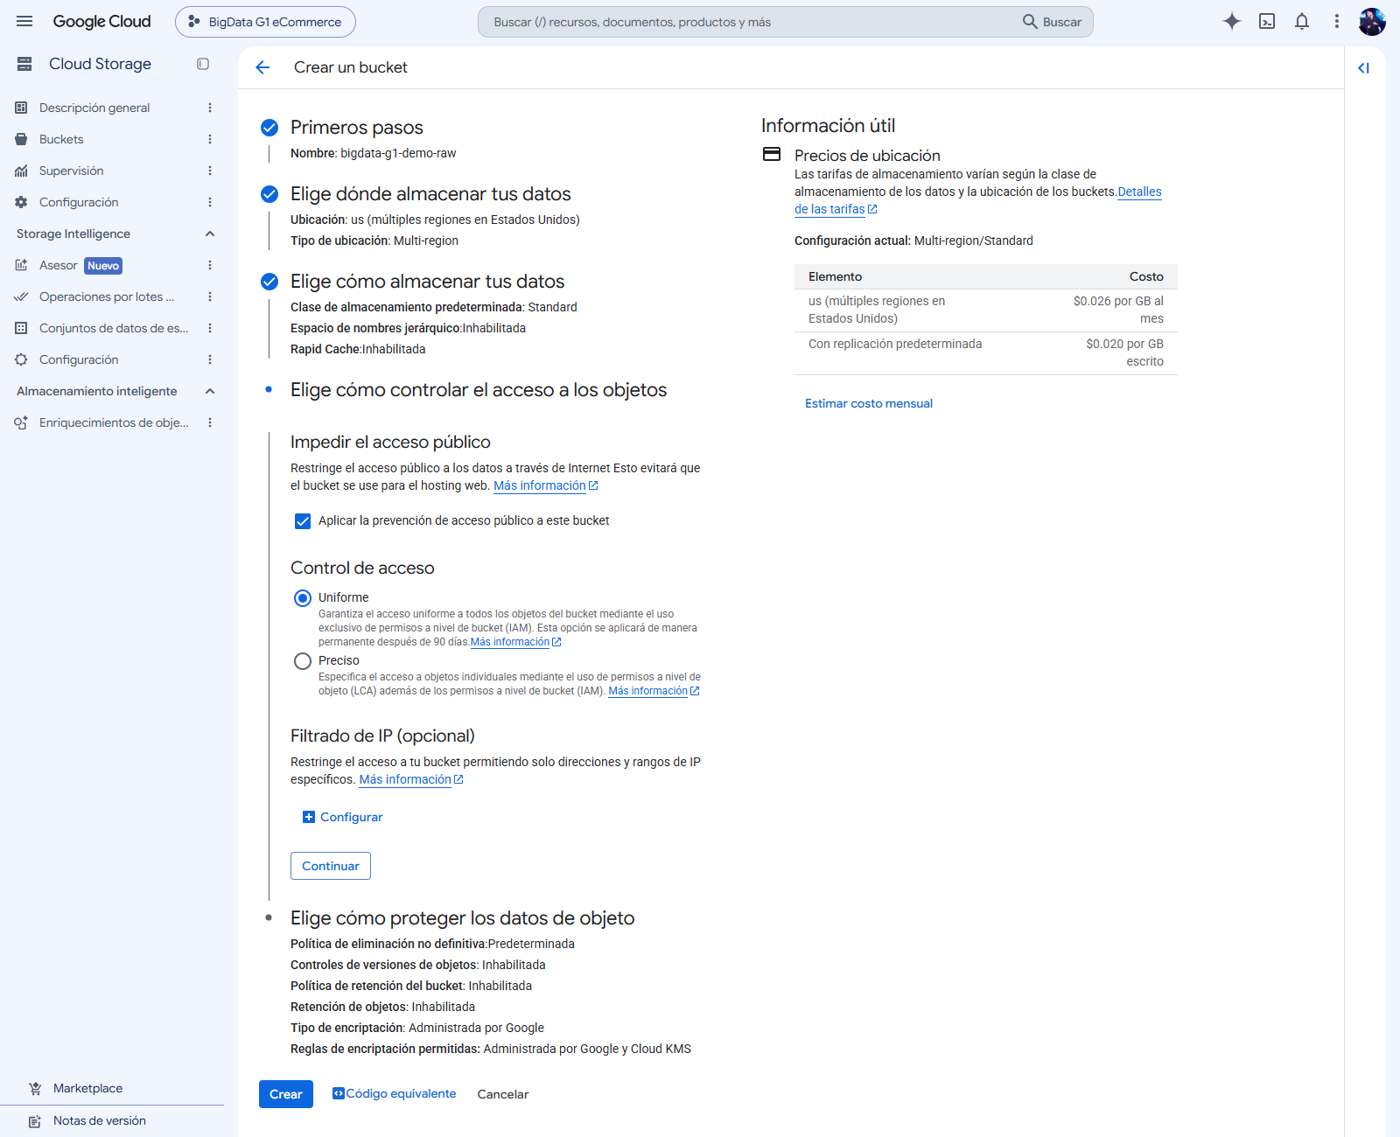 Google Cloud
BigData G1 eCommerce
Buscar (/) recursos, documentos, productos y más
Buscar
Cloud Storage
Descripción general
Buckets
Supervisión
Configuración
Storage Intelligence
Asesor Nuevo
Operaciones por lotes ...
Conjuntos de datos de es...
Configuración
Almacenamiento inteligente
Enriquecimientos de obje...
Marketplace
Notas de versión
Crear un bucket
Primeros pasos
Nombre: bigdata-g1-demo-raw
Elige dónde almacenar tus datos
Ubicación: us (múltiples regiones en Estados Unidos)
Tipo de ubicación: Multi-region
Elige cómo almacenar tus datos
Clase de almacenamiento predeterminada: Standard
Espacio de nombres jerárquico:Inhabilitada
Rapid Cache:Inhabilitada
Elige cómo controlar el acceso a los objetos
Impedir el acceso público
Restringe el acceso público a los datos a través de Internet Esto evitará que
el bucket se use para el hosting web. Más información
Aplicar la prevención de acceso público a este bucket
Control de acceso
Uniforme
Garantiza el acceso uniforme a todos los objetos del bucket mediante el uso
exclusivo de permisos a nivel de bucket (IAM). Esta opción se aplicará de manera
permanente después de 90 días.Más información
Preciso
Especifica el acceso a objetos individuales mediante el uso de permisos a nivel de
objeto (LCA) además de los permisos a nivel de bucket (IAM). Más información
Filtrado de IP (opcional)
Restringe el acceso a tu bucket permitiendo solo direcciones y rangos de IP
específicos. Más información
Configurar
Continuar
Elige cómo proteger los datos de objeto
Política de eliminación no definitiva:Predeterminada
Controles de versiones de objetos: Inhabilitada
Política de retención del bucket: Inhabilitada
Retención de objetos: Inhabilitada
Tipo de encriptación: Administrada por Google
Reglas de encriptación permitidas: Administrada por Google y Cloud KMS
Crear
Código equivalente
Cancelar
Información útil
Precios de ubicación
Las tarifas de almacenamiento varían según la clase de
almacenamiento de los datos y la ubicación de los buckets.Detalles
de las tarifas
Configuración actual: Multi-region/Standard
Elemento Costo
us (múltiples regiones en $0.026 por GB al
Estados Unidos) mes
Con replicación predeterminada $0.020 por GB
escrito
Estimar costo mensual